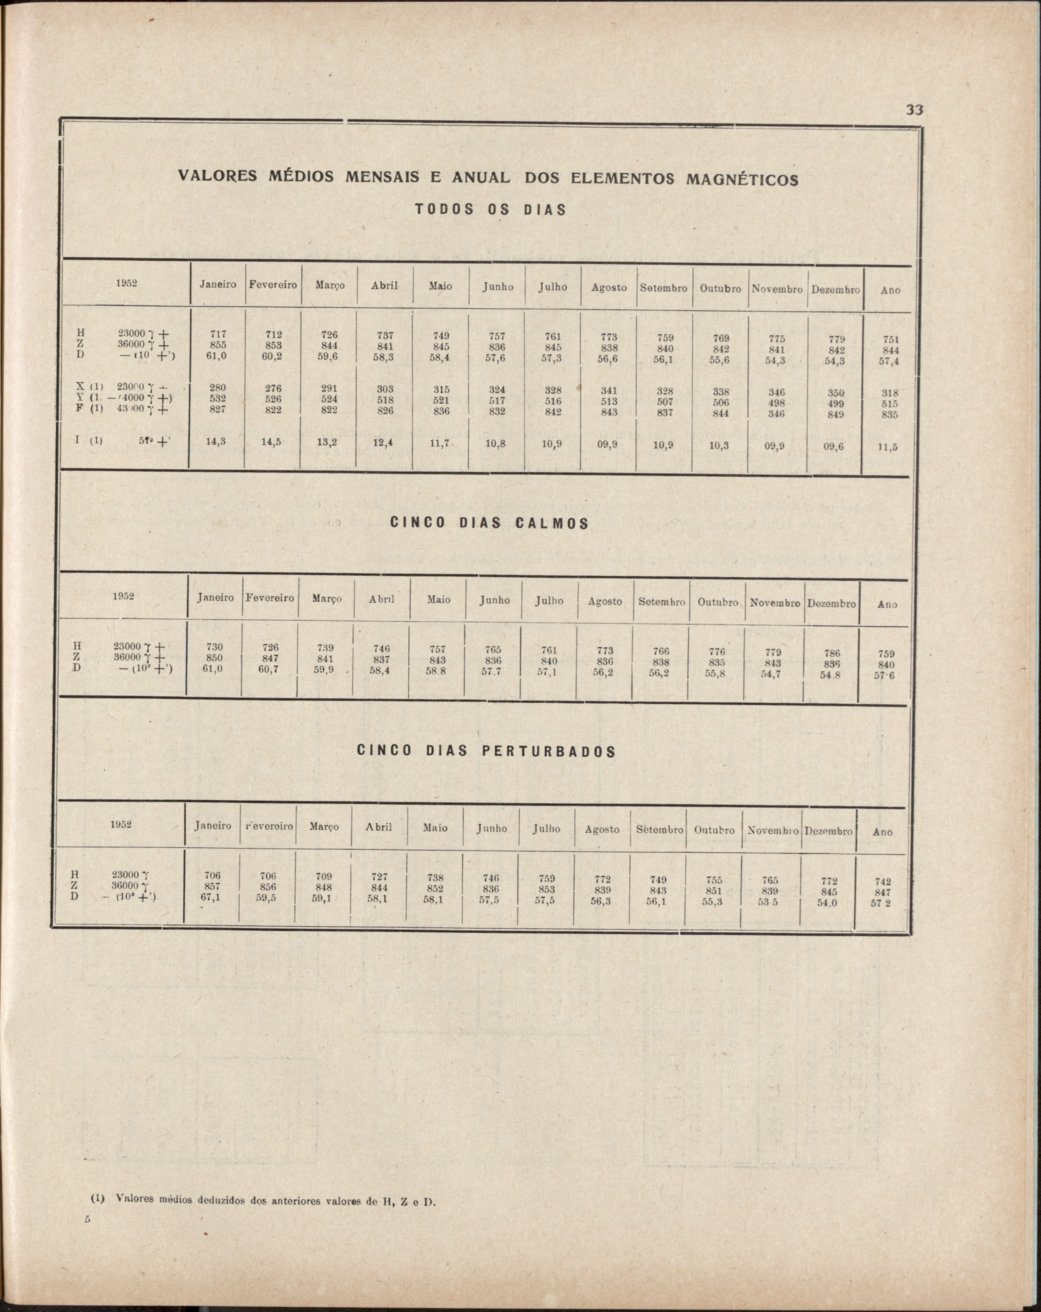 33
VALORES MÉDIOS MENSAIS E ANUAL DOS ELEMENTOS MAGNÉTICOS
TODOS OS DIAS
1952 Janeiro Fevereiro Março Abril Maio Junho Julho Agosto Setembro Outubro Novembro Dezembro Ano
H 23000 γ + 717 712 726 737 749 757 761 773 759 769 775 779 751
Z 36000 γ + 855 853 844 841 845 836 845 838 840 842 841 842 844
D — (10° +') 61,0 60,2 59,6 58,3 58,4 57,6 57,3 56,6 56,1 55,6 54,3 54,3 57,4
X (1) 23000 γ + 280 276 291 303 315 324 328 341 328 338 346 350 318
Y (1) — (4000 γ +) 532 526 524 518 521 517 516 513 507 506 498 499 515
F (1) 43000 γ + 827 822 822 826 836 832 842 843 837 844 346 849 835
I (1) 57° +' 14,3 14,5 13,2 12,4 11,7 10,8 10,9 09,9 10,9 10,3 09,9 09,6 11,5
CINCO DIAS CALMOS
1952 Janeiro Fevereiro Março Abril Maio Junho Julho Agosto Setembro Outubro Novembro Dezembro Ano
H 23000 γ + 730 726 739 746 757 765 761 773 766 776 779 786 759
Z 36000 γ + 850 847 841 837 843 836 840 836 838 835 843 836 840
D — (10° +') 61,0 60,7 59,9 58,4 58.8 57.7 57,1 56,2 56,2 55,8 54,7 54.8 57·6
CINCO DIAS PERTURBADOS
1952 Janeiro Fevereiro Março Abril Maio Junho Julho Agosto Setembro Outubro Novembro Dezembro Ano
H 23000 γ 706 706 709 727 738 746 759 772 749 755 765 772 742
Z 36000 γ 857 856 848 844 852 836 853 839 843 851 839 845 847
D — (10° +') 67,1 59,5 59,1 58,1 58,1 57,5 57,5 56,3 56,1 55,3 53 5 54,0 57 2
(1) Valores médios deduzidos dos anteriores valores de H, Z e D.
5